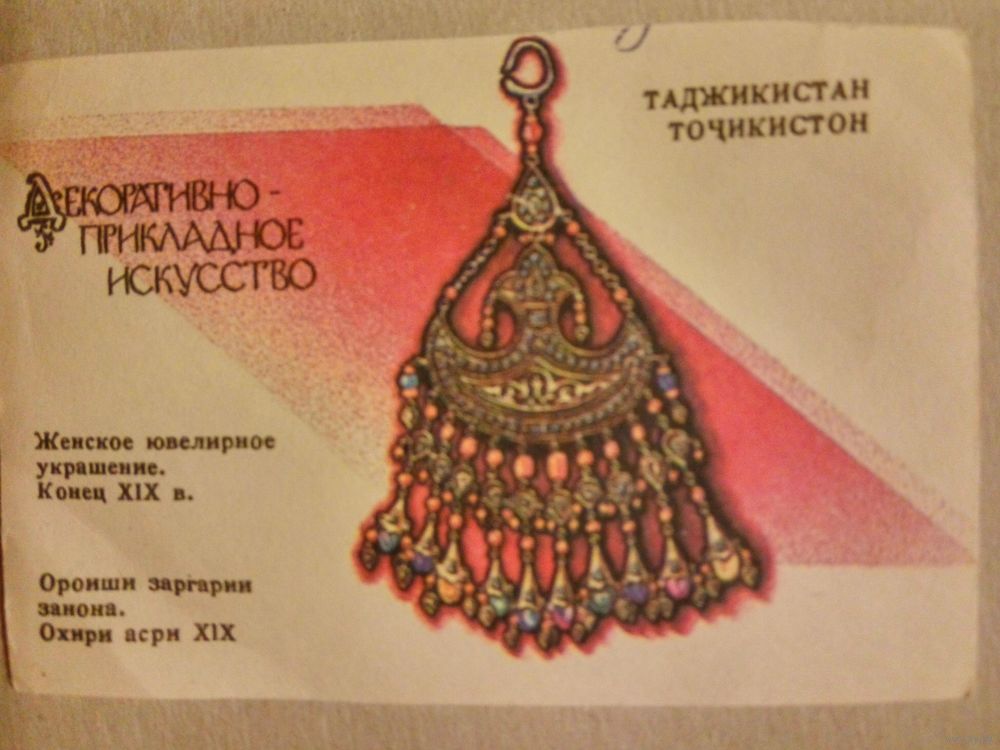 ТАДЖИКИСТАН
ТОҶИКИСТОН
ДЕКОРАТИВНО -
ПРИКЛАДНОЕ
ИСКУССТВО
Женское ювелирное
украшение.
Конец XIX в.
Ороиши заргарии
занона.
Охири асри XIX